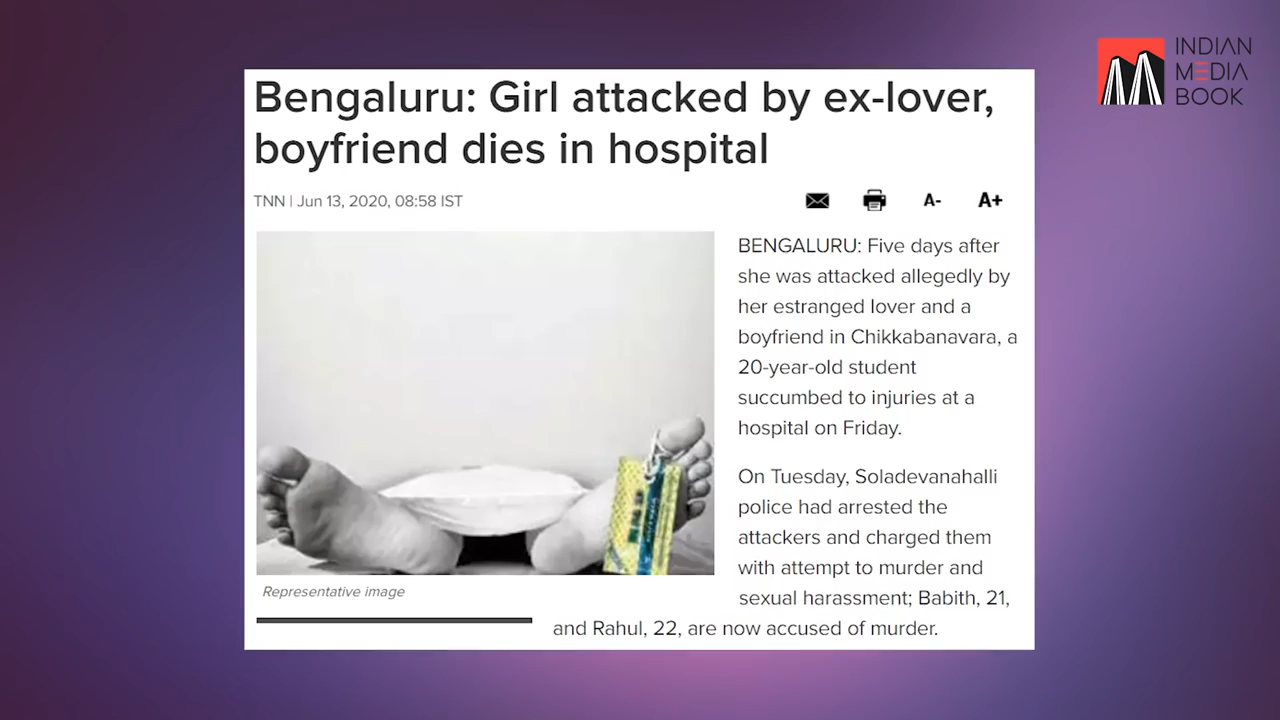 INDIAN
MEDIA
BOOK
Bengaluru: Girl attacked by ex-lover,
boyfriend dies in hospital
TNN | Jun 13, 2020, 08:58 IST
A- A+
BENGALURU: Five days after
she was attacked allegedly by
her estranged lover and a
boyfriend in Chikkabanavara, a
20-year-old student
succumbed to injuries at a
hospital on Friday.
On Tuesday, Soladevanahalli
police had arrested the
attackers and charged them
with attempt to murder and
sexual harassment; Babith, 21,
and Rahul, 22, are now accused of murder.
Representative image